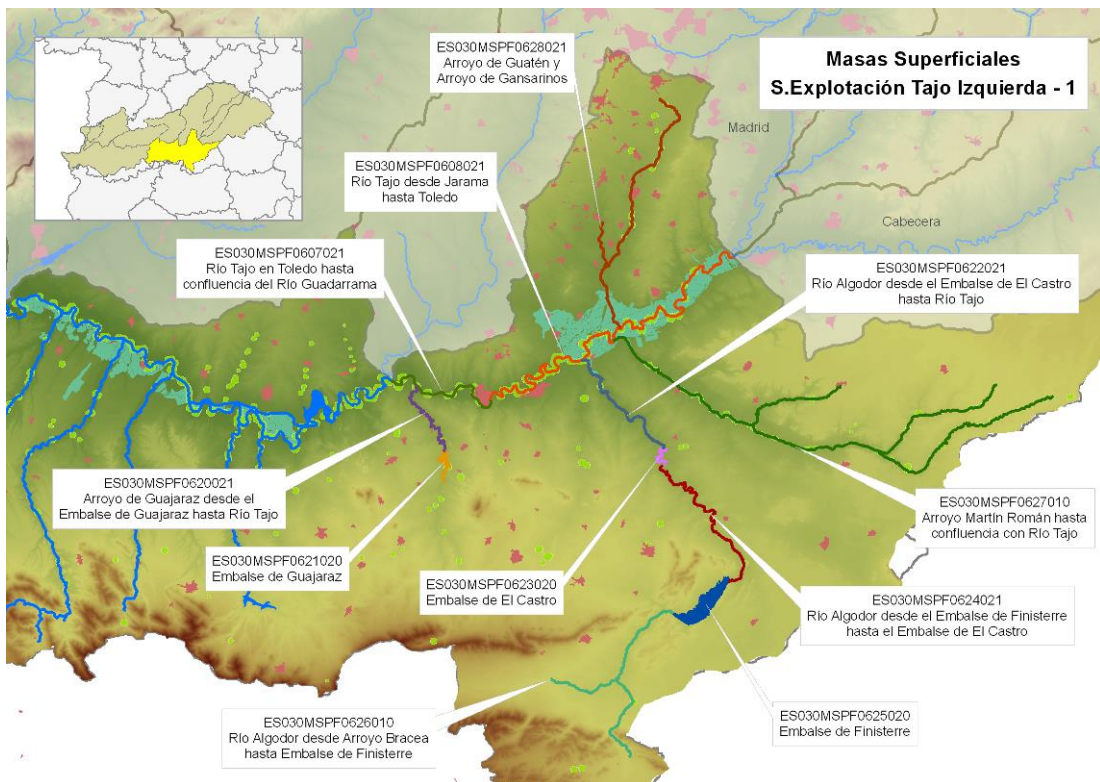 ES030MSPF0628021
Arroyo de Guatén y
Arroyo de Gansarinos
Masas Superficiales
S.Explotación Tajo Izquierda - 1
Madrid
ES030MSPF0608021
Río Tajo desde Jarama
hasta Toledo
Cabecera
ES030MSPF0607021
Río Tajo en Toledo hasta
confluencia del Río Guadarrama
ES030MSPF0622021
Río Algodor desde el Embalse de El Castro
hasta Río Tajo
ES030MSPF0620021
Arroyo de Guajaraz desde el
Embalse de Guajaraz hasta Río Tajo
ES030MSPF0627010
Arroyo Martín Román hasta
confluencia con Río Tajo
ES030MSPF0621020
Embalse de Guajaraz
ES030MSPF0623020
Embalse de El Castro
ES030MSPF0624021
Río Algodor desde el Embalse de Finisterre
hasta el Embalse de El Castro
ES030MSPF0626010
Río Algodor desde Arroyo Bracea
hasta Embalse de Finisterre
ES030MSPF0625020
Embalse de Finisterre